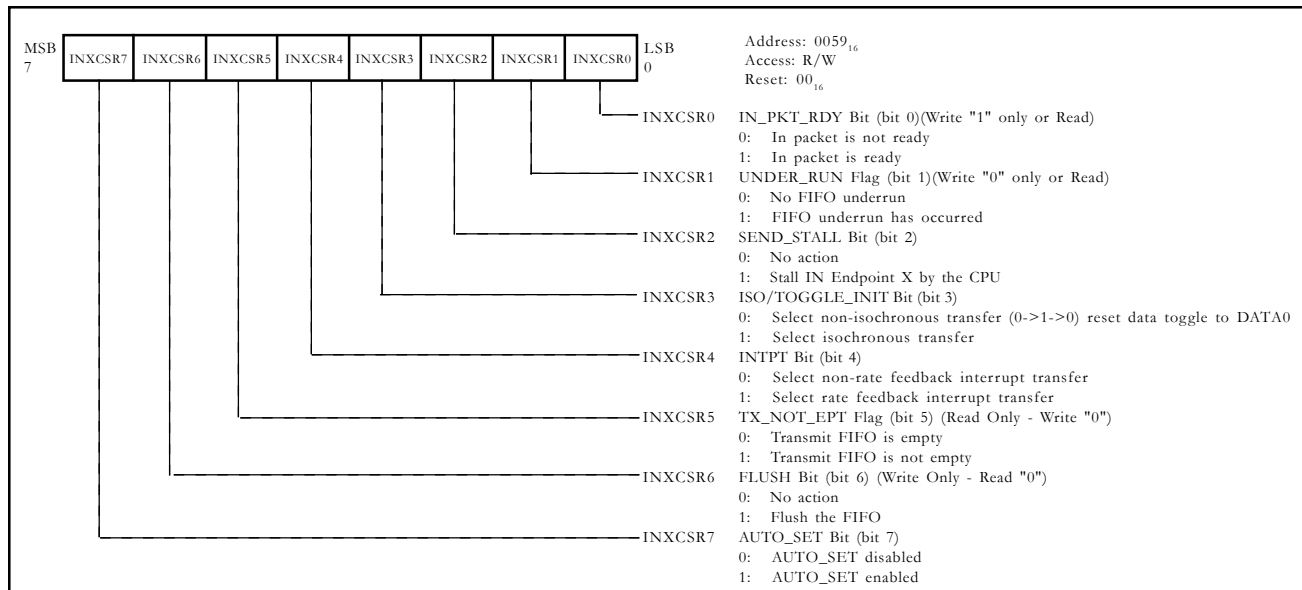 MSB
7
INXCSR7 INXCSR6 INXCSR5 INXCSR4 INXCSR3 INXCSR2 INXCSR1 INXCSR0
LSB
0
Address: 0059₁₆
Access: R/W
Reset: 00₁₆
INXCSR0 IN_PKT_RDY Bit (bit 0)(Write "1" only or Read)
0: In packet is not ready
1: In packet is ready
INXCSR1 UNDER_RUN Flag (bit 1)(Write "0" only or Read)
0: No FIFO underrun
1: FIFO underrun has occurred
INXCSR2 SEND_STALL Bit (bit 2)
0: No action
1: Stall IN Endpoint X by the CPU
INXCSR3 ISO/TOGGLE_INIT Bit (bit 3)
0: Select non-isochronous transfer (0->1->0) reset data toggle to DATA0
1: Select isochronous transfer
INXCSR4 INTPT Bit (bit 4)
0: Select non-rate feedback interrupt transfer
1: Select rate feedback interrupt transfer
INXCSR5 TX_NOT_EPT Flag (bit 5) (Read Only - Write "0")
0: Transmit FIFO is empty
1: Transmit FIFO is not empty
INXCSR6 FLUSH Bit (bit 6) (Write Only - Read "0")
0: No action
1: Flush the FIFO
INXCSR7 AUTO_SET Bit (bit 7)
0: AUTO_SET disabled
1: AUTO_SET enabled